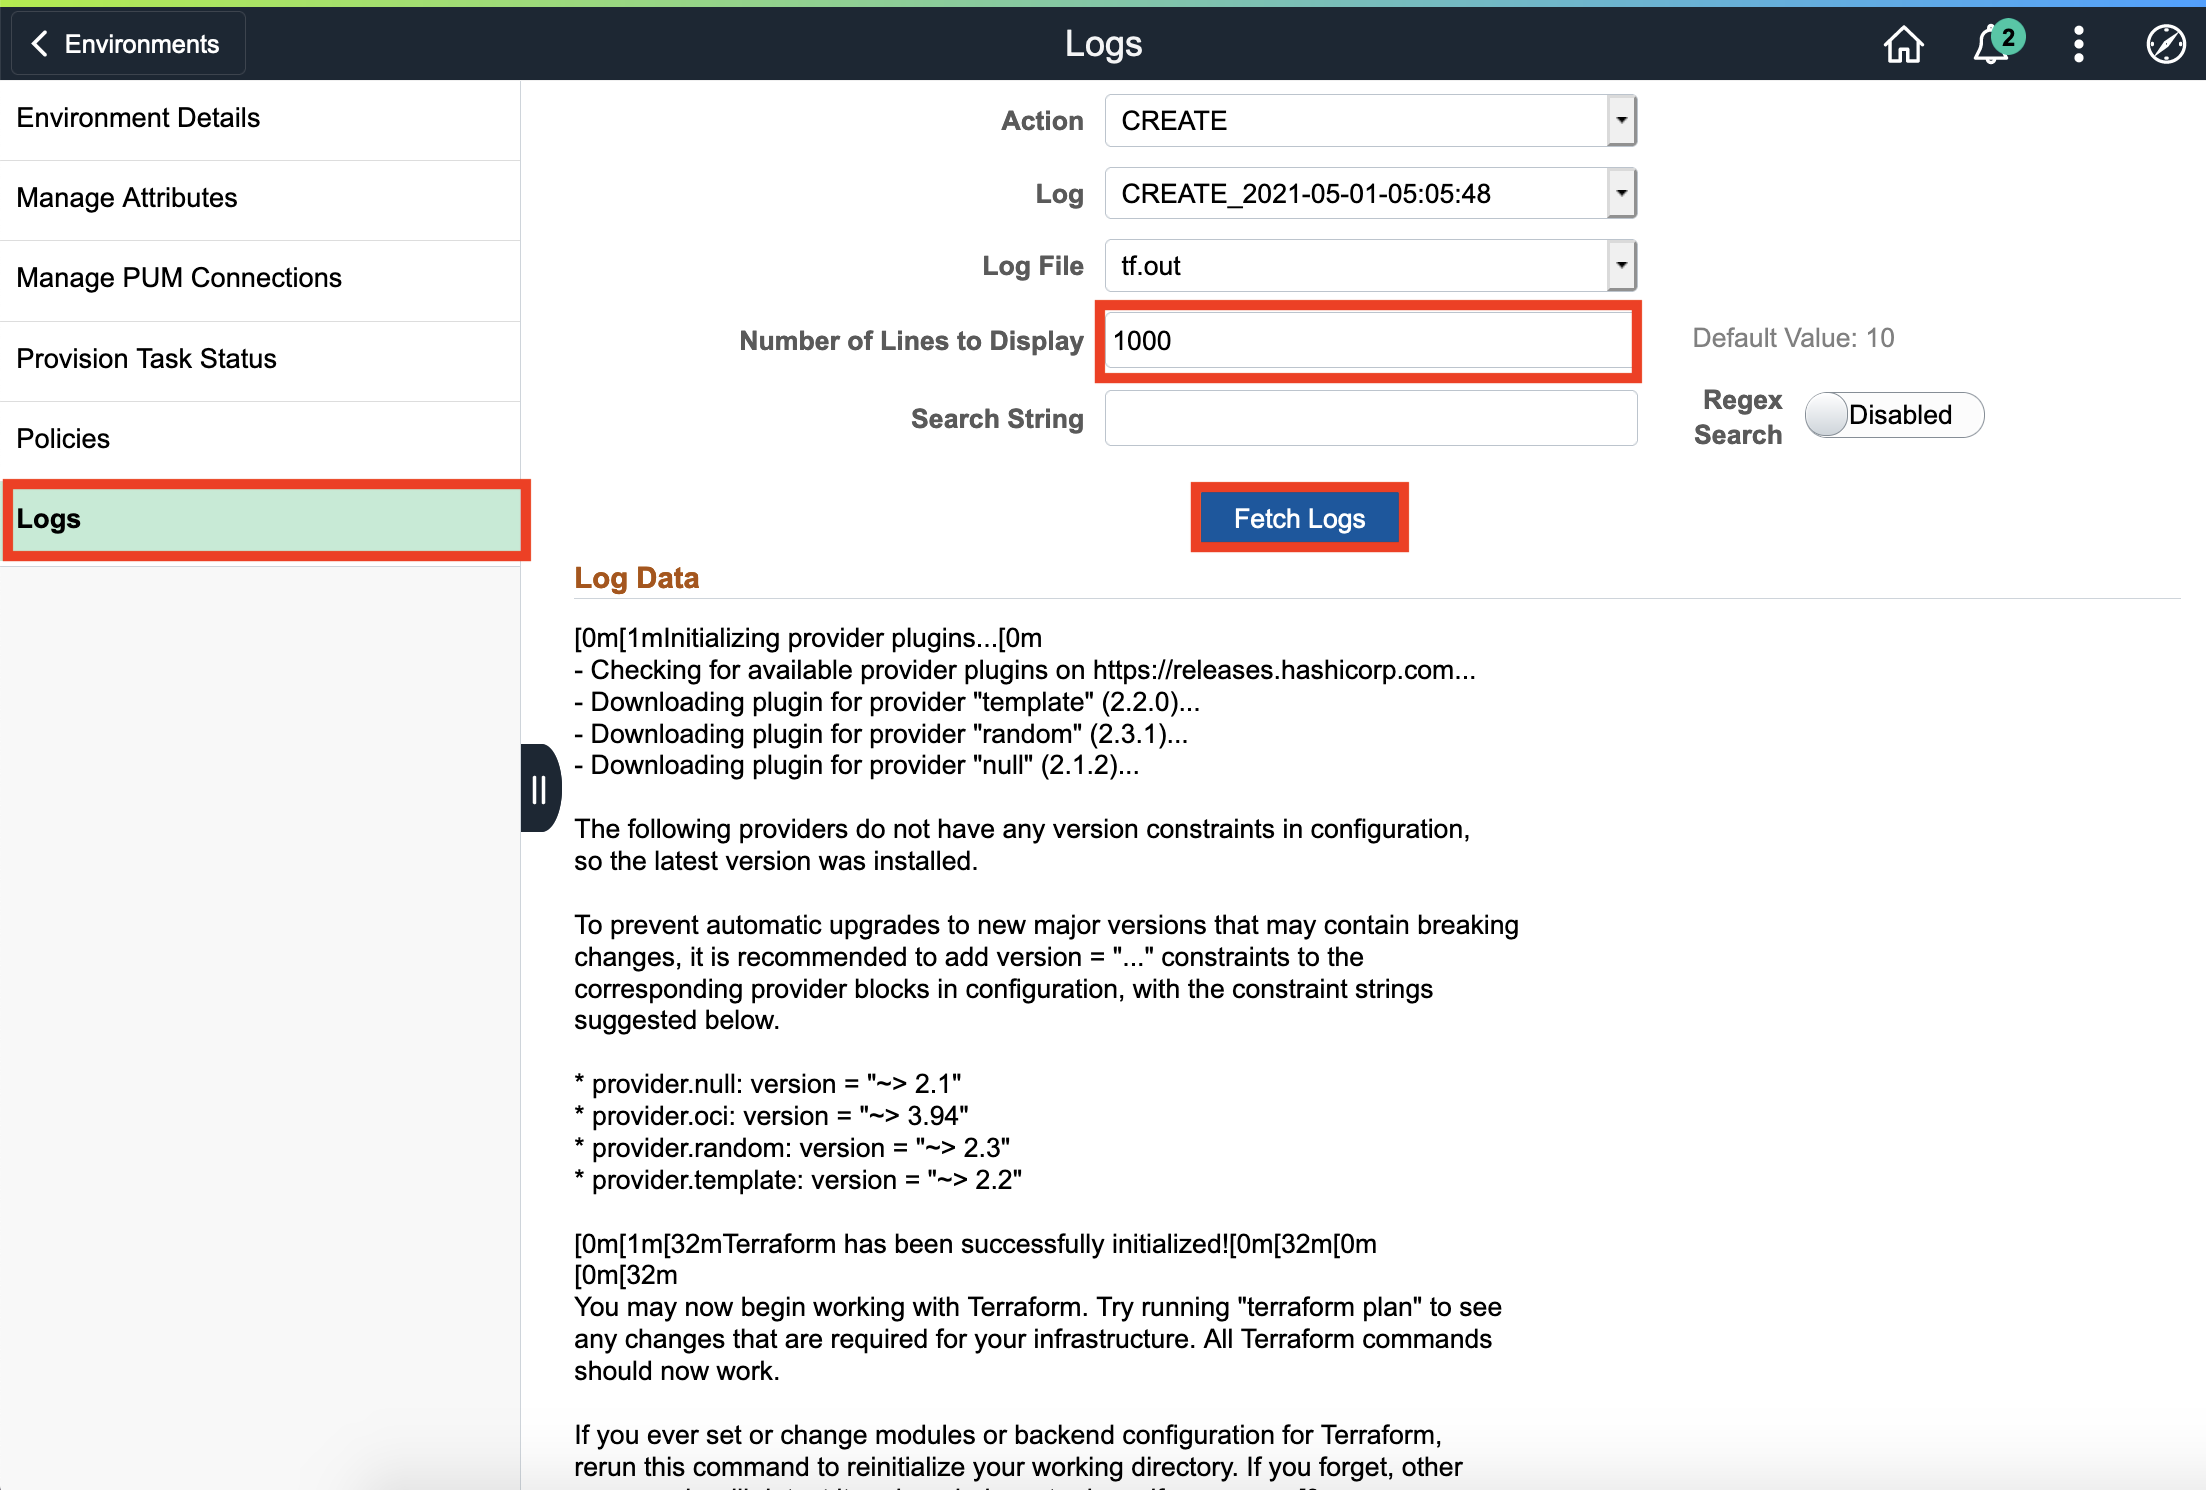 Environments
Logs
2
Environment Details
Manage Attributes
Manage PUM Connections
Provision Task Status
Policies
Logs
Action
CREATE
Log
CREATE_2021-05-01-05:05:48
Log File
tf.out
Number of Lines to Display
1000
Default Value: 10
Search String
Regex
Search
Disabled
Fetch Logs
Log Data
[0m[1mInitializing provider plugins...[0m
- Checking for available provider plugins on https://releases.hashicorp.com...
- Downloading plugin for provider "template" (2.2.0)...
- Downloading plugin for provider "random" (2.3.1)...
- Downloading plugin for provider "null" (2.1.2)...
The following providers do not have any version constraints in configuration,
so the latest version was installed.
To prevent automatic upgrades to new major versions that may contain breaking
changes, it is recommended to add version = "..." constraints to the
corresponding provider blocks in configuration, with the constraint strings
suggested below.
* provider.null: version = "~> 2.1"
* provider.oci: version = "~> 3.94"
* provider.random: version = "~> 2.3"
* provider.template: version = "~> 2.2"
[0m[1m[32mTerraform has been successfully initialized![0m[32m[0m
[0m[32m
You may now begin working with Terraform. Try running "terraform plan" to see
any changes that are required for your infrastructure. All Terraform commands
should now work.
If you ever set or change modules or backend configuration for Terraform,
rerun this command to reinitialize your working directory. If you forget, other